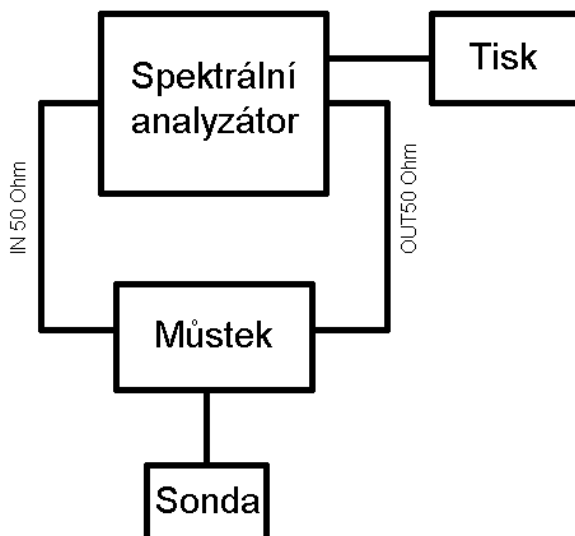 Spektrální
analyzátor
Tisk
IN 50 Ohm
OUT50 Ohm
Můstek
Sonda